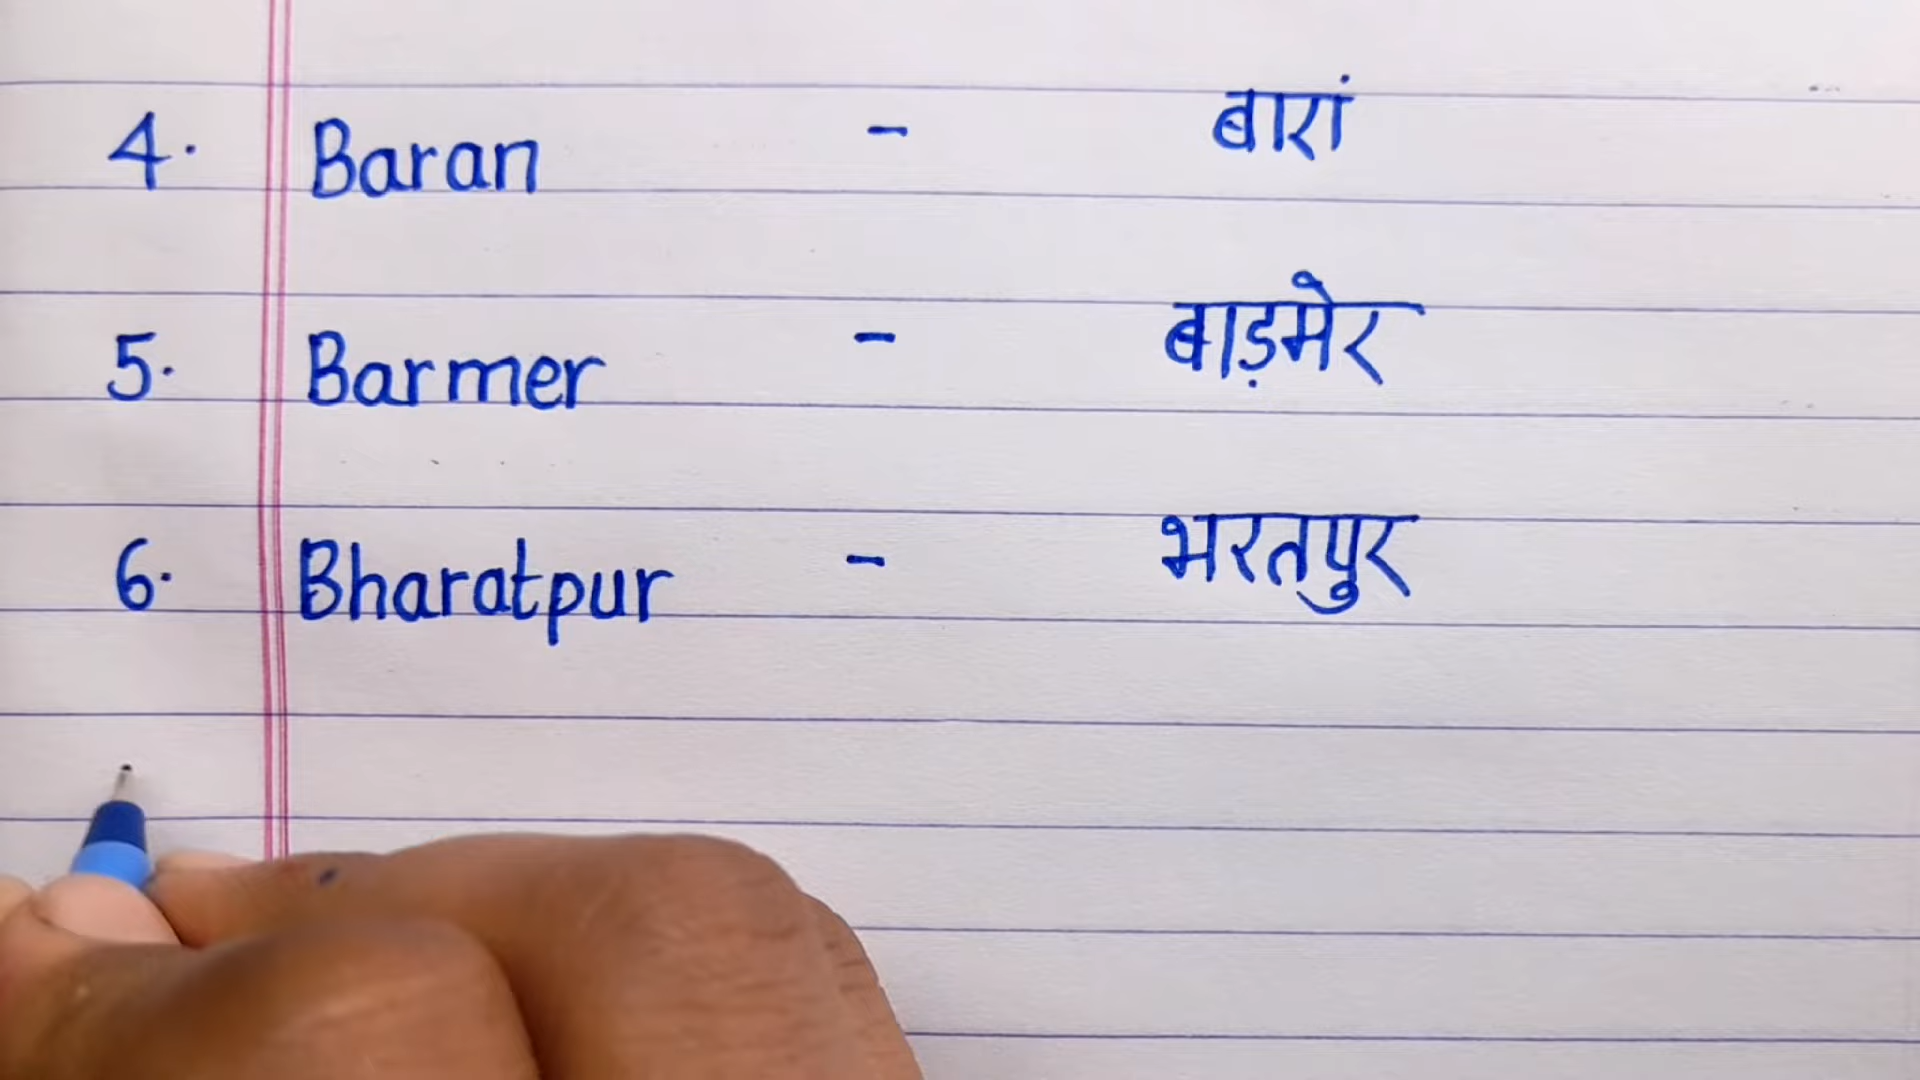 4. Baran - बारां
5. Barmer - बाड़मेर
6. Bharatpur - भरतपुर